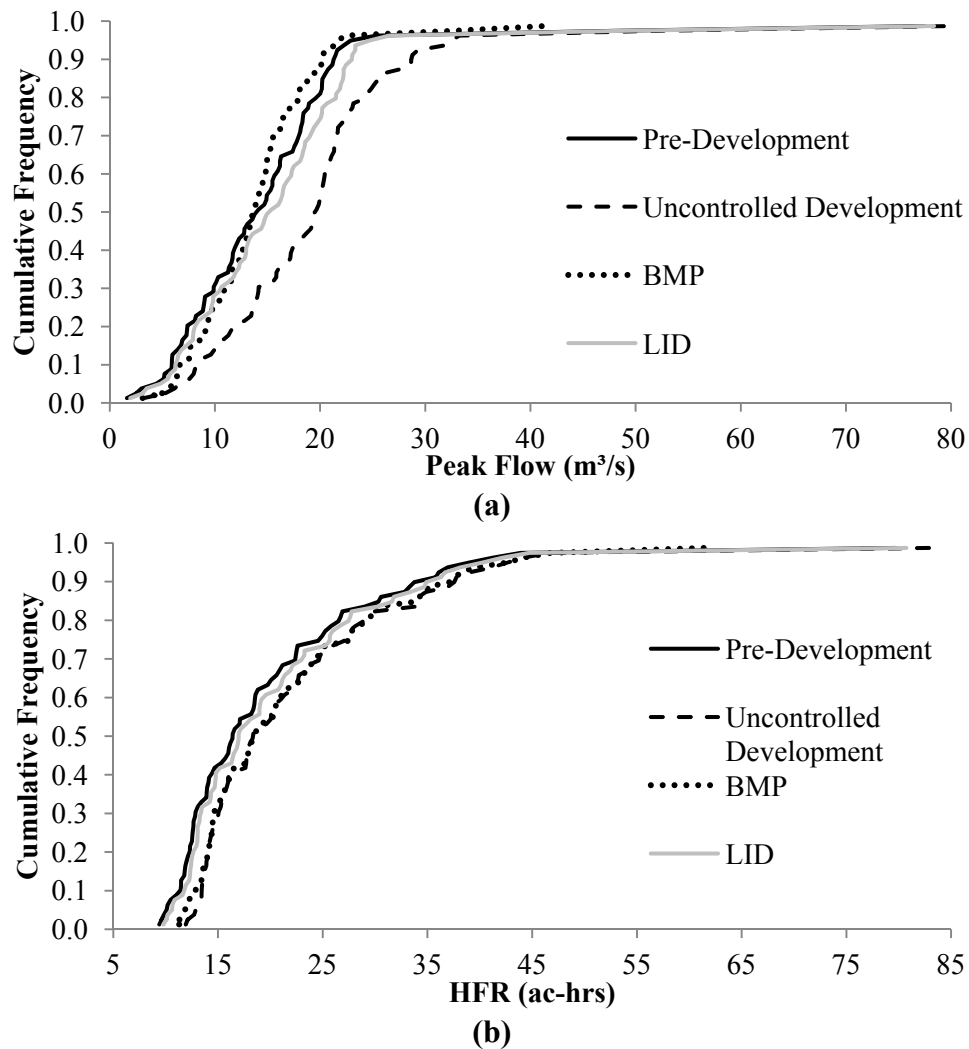 1.0
0.9
0.8
0.7
0.6
0.5
0.4
0.3
0.2
0.1
0.0
Cumulative Frequency
Pre-Development
Uncontrolled Development
BMP
LID
0 10 20 30 40 50 60 70 80
Peak Flow (m³/s)
(a)
1.0
0.9
0.8
0.7
0.6
0.5
0.4
0.3
0.2
0.1
0.0
Cumulative Frequency
Pre-Development
Uncontrolled
Development
BMP
LID
5 15 25 35 45 55 65 75 85
HFR (ac-hrs)
(b)